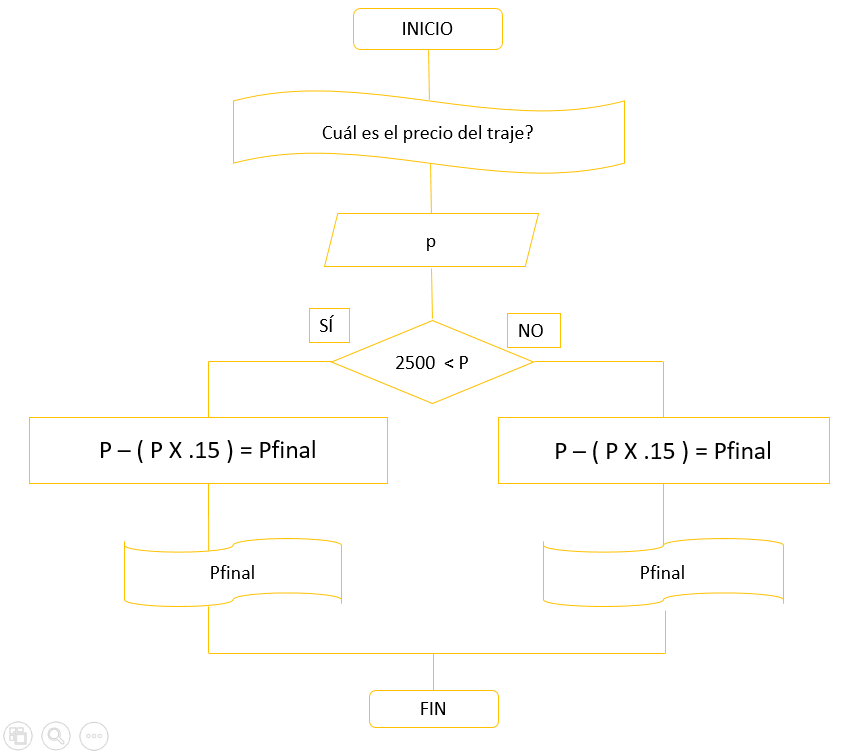 INICIO
Cuál es el precio del traje?
p
SÍ
NO
2500 < P
P – ( P X .15 ) = Pfinal
P – ( P X .15 ) = Pfinal
Pfinal
Pfinal
FIN